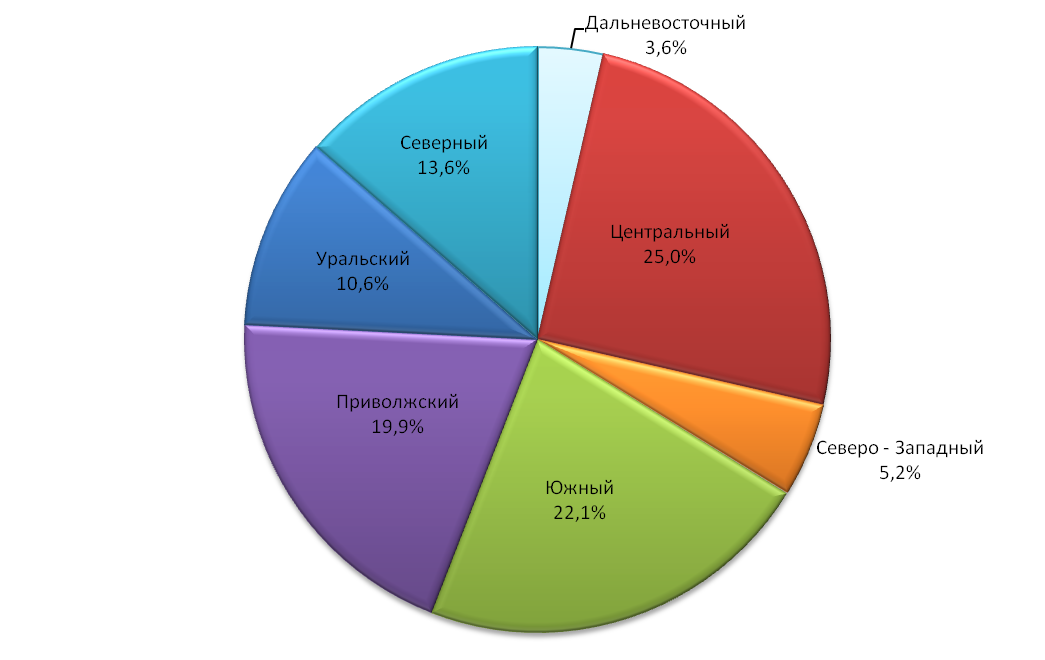 Дальневосточный
3,6%
Северный
13,6%
Центральный
25,0%
Уральский
10,6%
Приволжский
19,9%
Северо - Западный
5,2%
Южный
22,1%